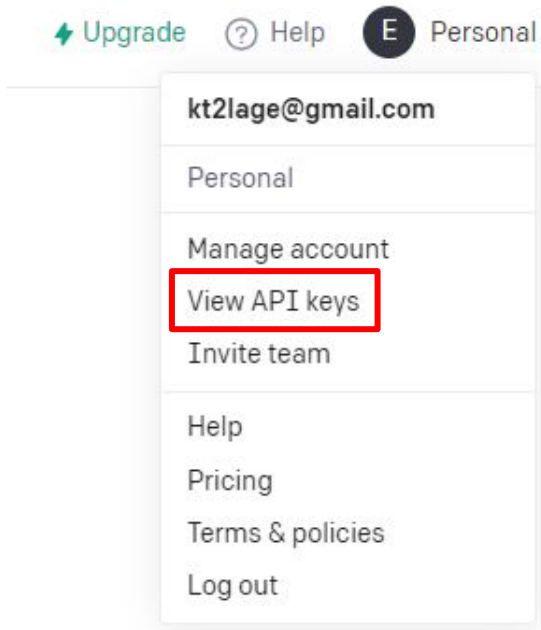 Upgrade Help E Personal
kt2lage@gmail.com
Personal
Manage account
View API keys
Invite team
Help
Pricing
Terms & policies
Log out